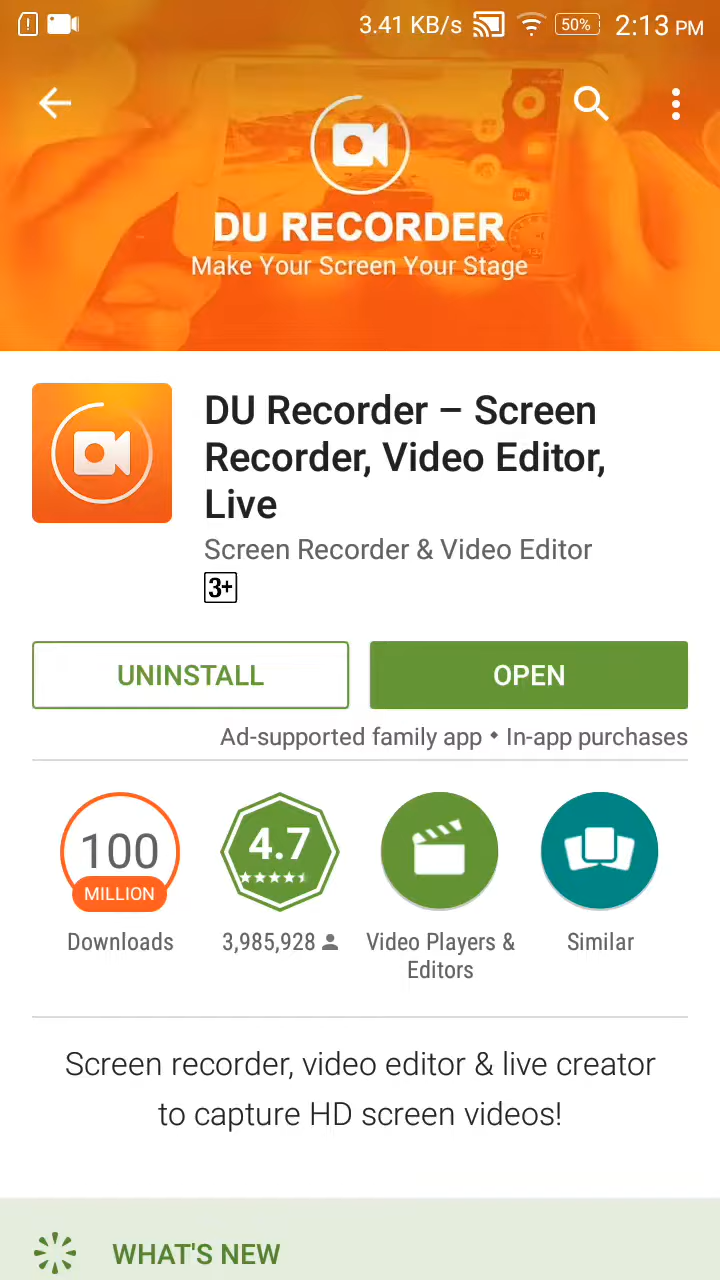 3.41 KB/s 50% 2:13 PM
DU RECORDER
Make Your Screen Your Stage
DU Recorder – Screen
Recorder, Video Editor,
Live
Screen Recorder & Video Editor
3+
UNINSTALL OPEN
Ad-supported family app • In-app purchases
100 4.7
MILLION
Downloads 3,985,928 Video Players & Similar
Editors
Screen recorder, video editor & live creator
to capture HD screen videos!
WHAT'S NEW